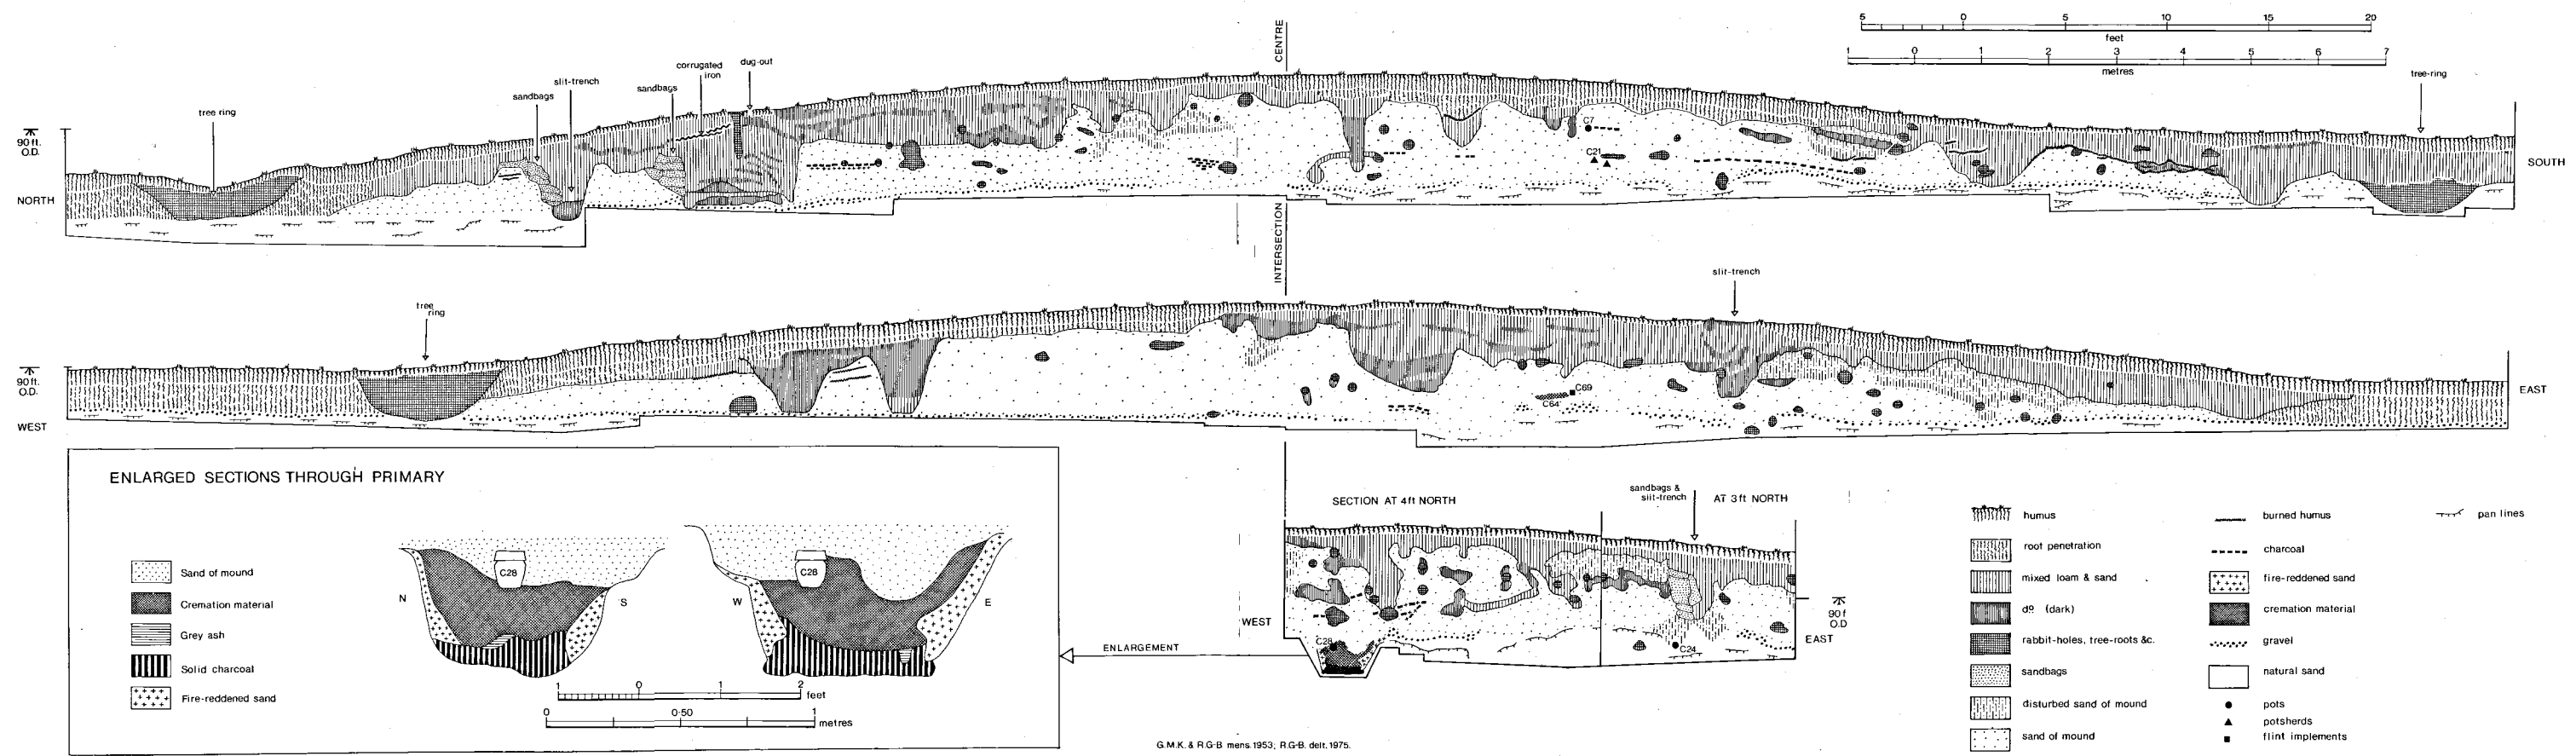 CENTRE
5 0 5 10 15 20
feet
1 0 1 2 3 4 5 6 7
metres
tree ring
sandbags
slit-trench
sandbags
corrugated
iron
dug-out
tree-ring
90 ft.
O.D.
NORTH
C7
C21
SOUTH
INTERSECTION
tree
ring
slit-trench
90 ft.
O.D.
WEST
C69
C64
EAST
ENLARGED SECTIONS THROUGH PRIMARY
Sand of mound
Cremation material
Grey ash
Solid charcoal
Fire-reddened sand
N
C28
S
W
C28
E
1 0 1 2
feet
0 0·50 1
metres
ENLARGEMENT
SECTION AT 4ft NORTH
sandbags &
slit-trench
AT 3ft NORTH
WEST
C28
C24
90 f
O.D
EAST
humus
root penetration
mixed loam & sand
dº (dark)
rabbit-holes, tree-roots &c.
sandbags
disturbed sand of mound
sand of mound
burned humus
charcoal
fire-reddened sand
cremation material
gravel
natural sand
pots
potsherds
flint implements
pan lines
G.M.K. & R.G-B mens. 1953; R.G-B. delt. 1975.